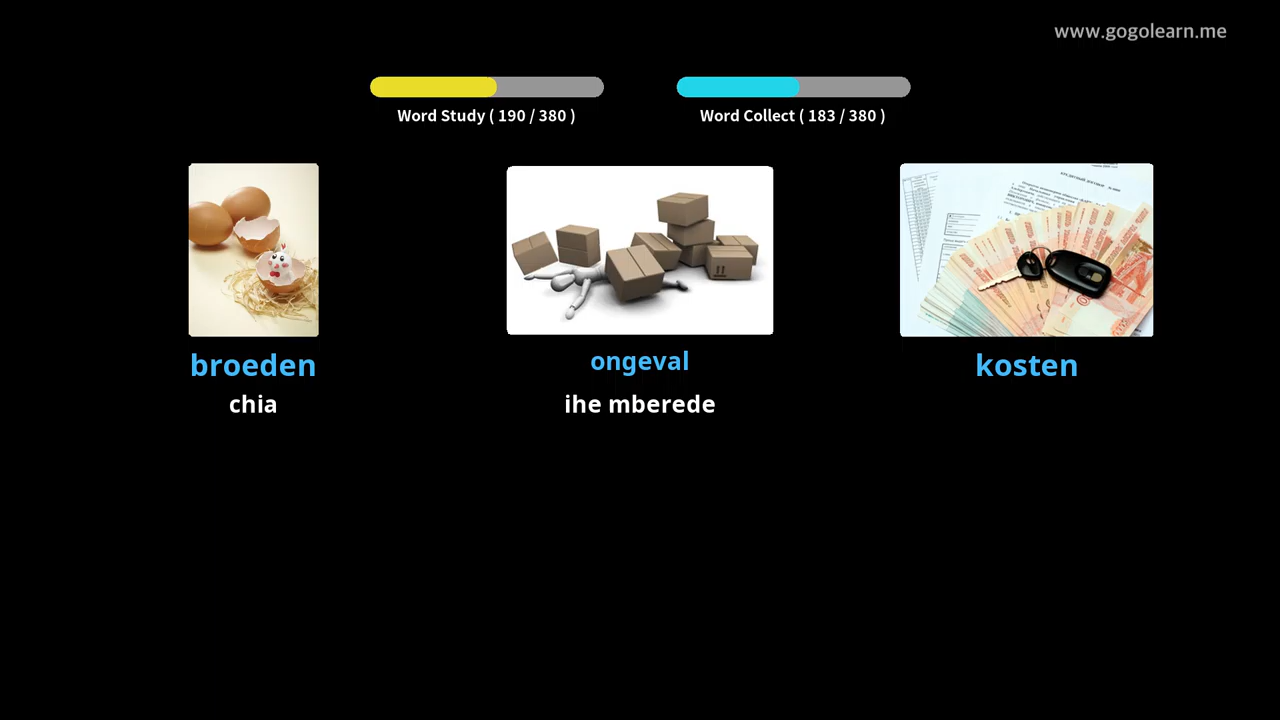 www.gogolearn.me
Word Study ( 190 / 380 )
Word Collect ( 183 / 380 )
broeden
chia
ongeval
ihe mberede
kosten